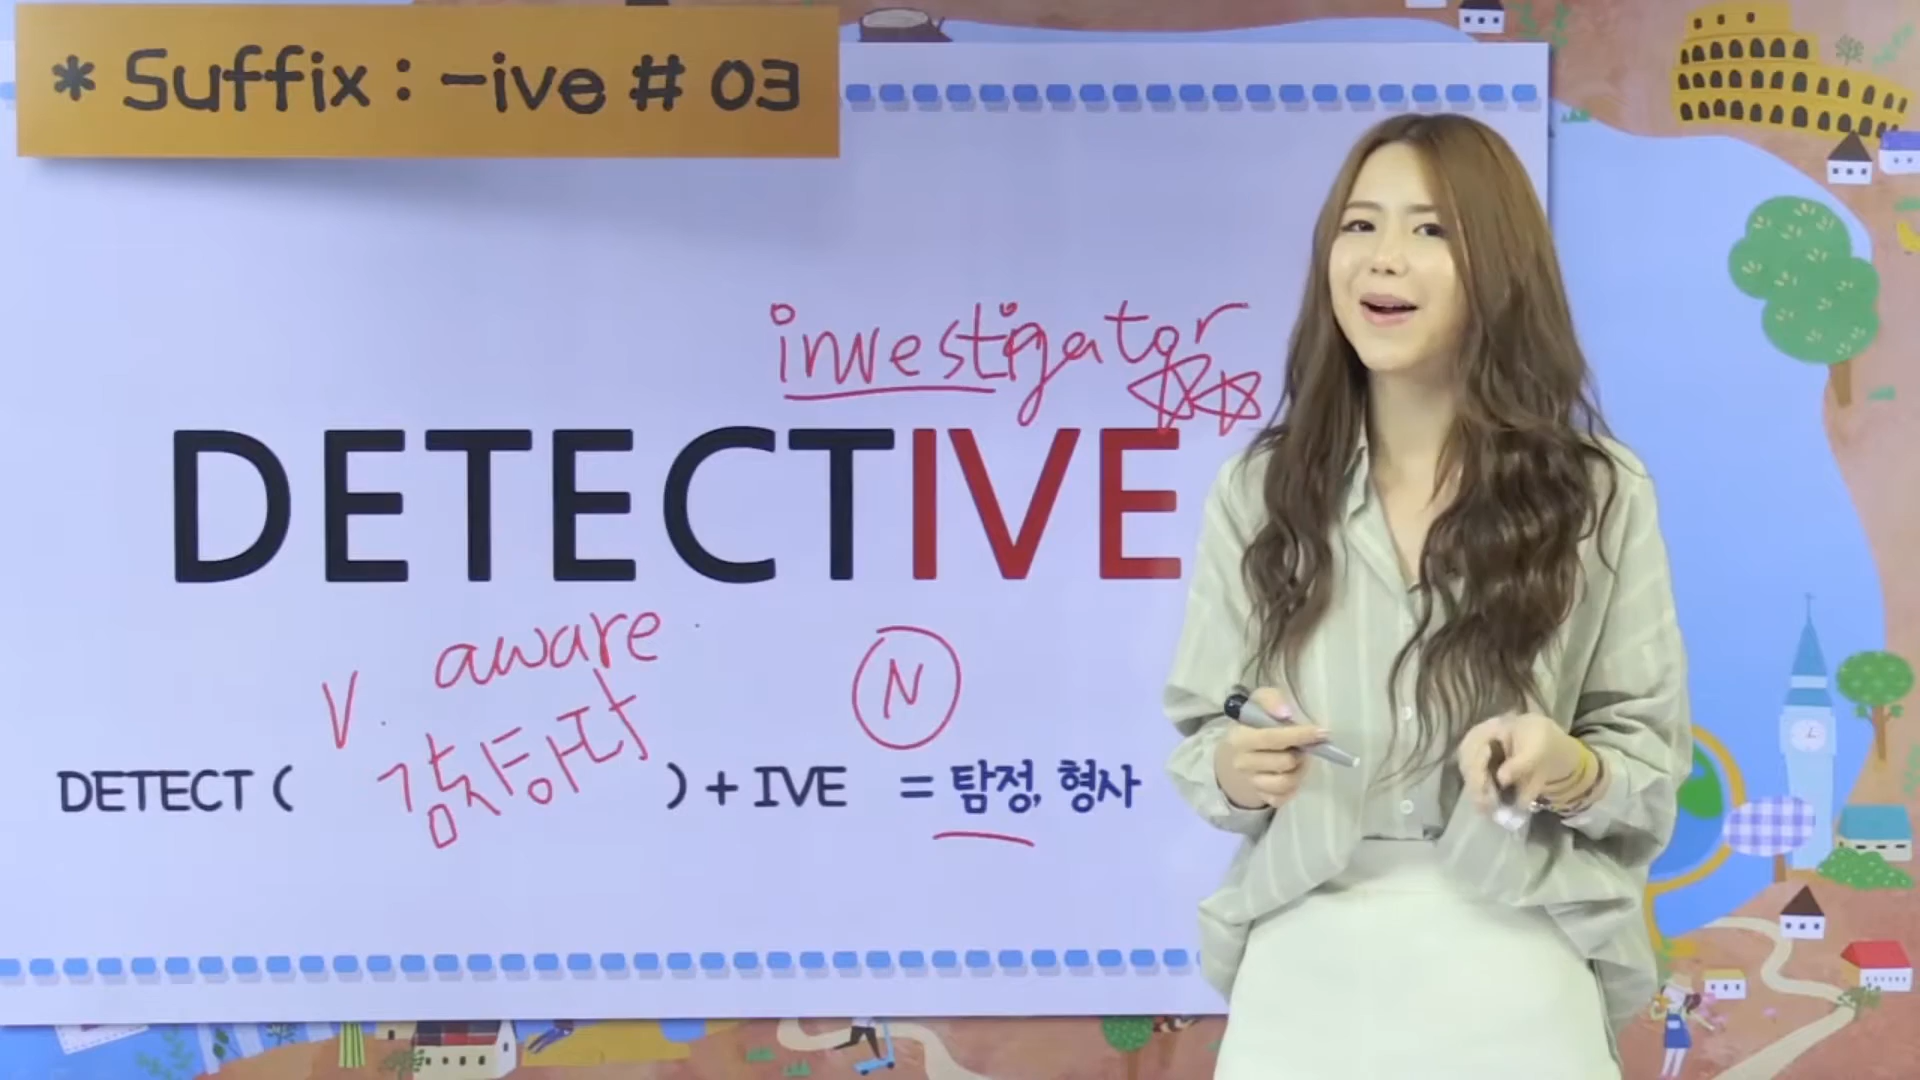 * Suffix : -ive # 03
investigator
DETECTIVE
aware
V.
N
감지하다
DETECT ( ) + IVE = 탐정, 형사